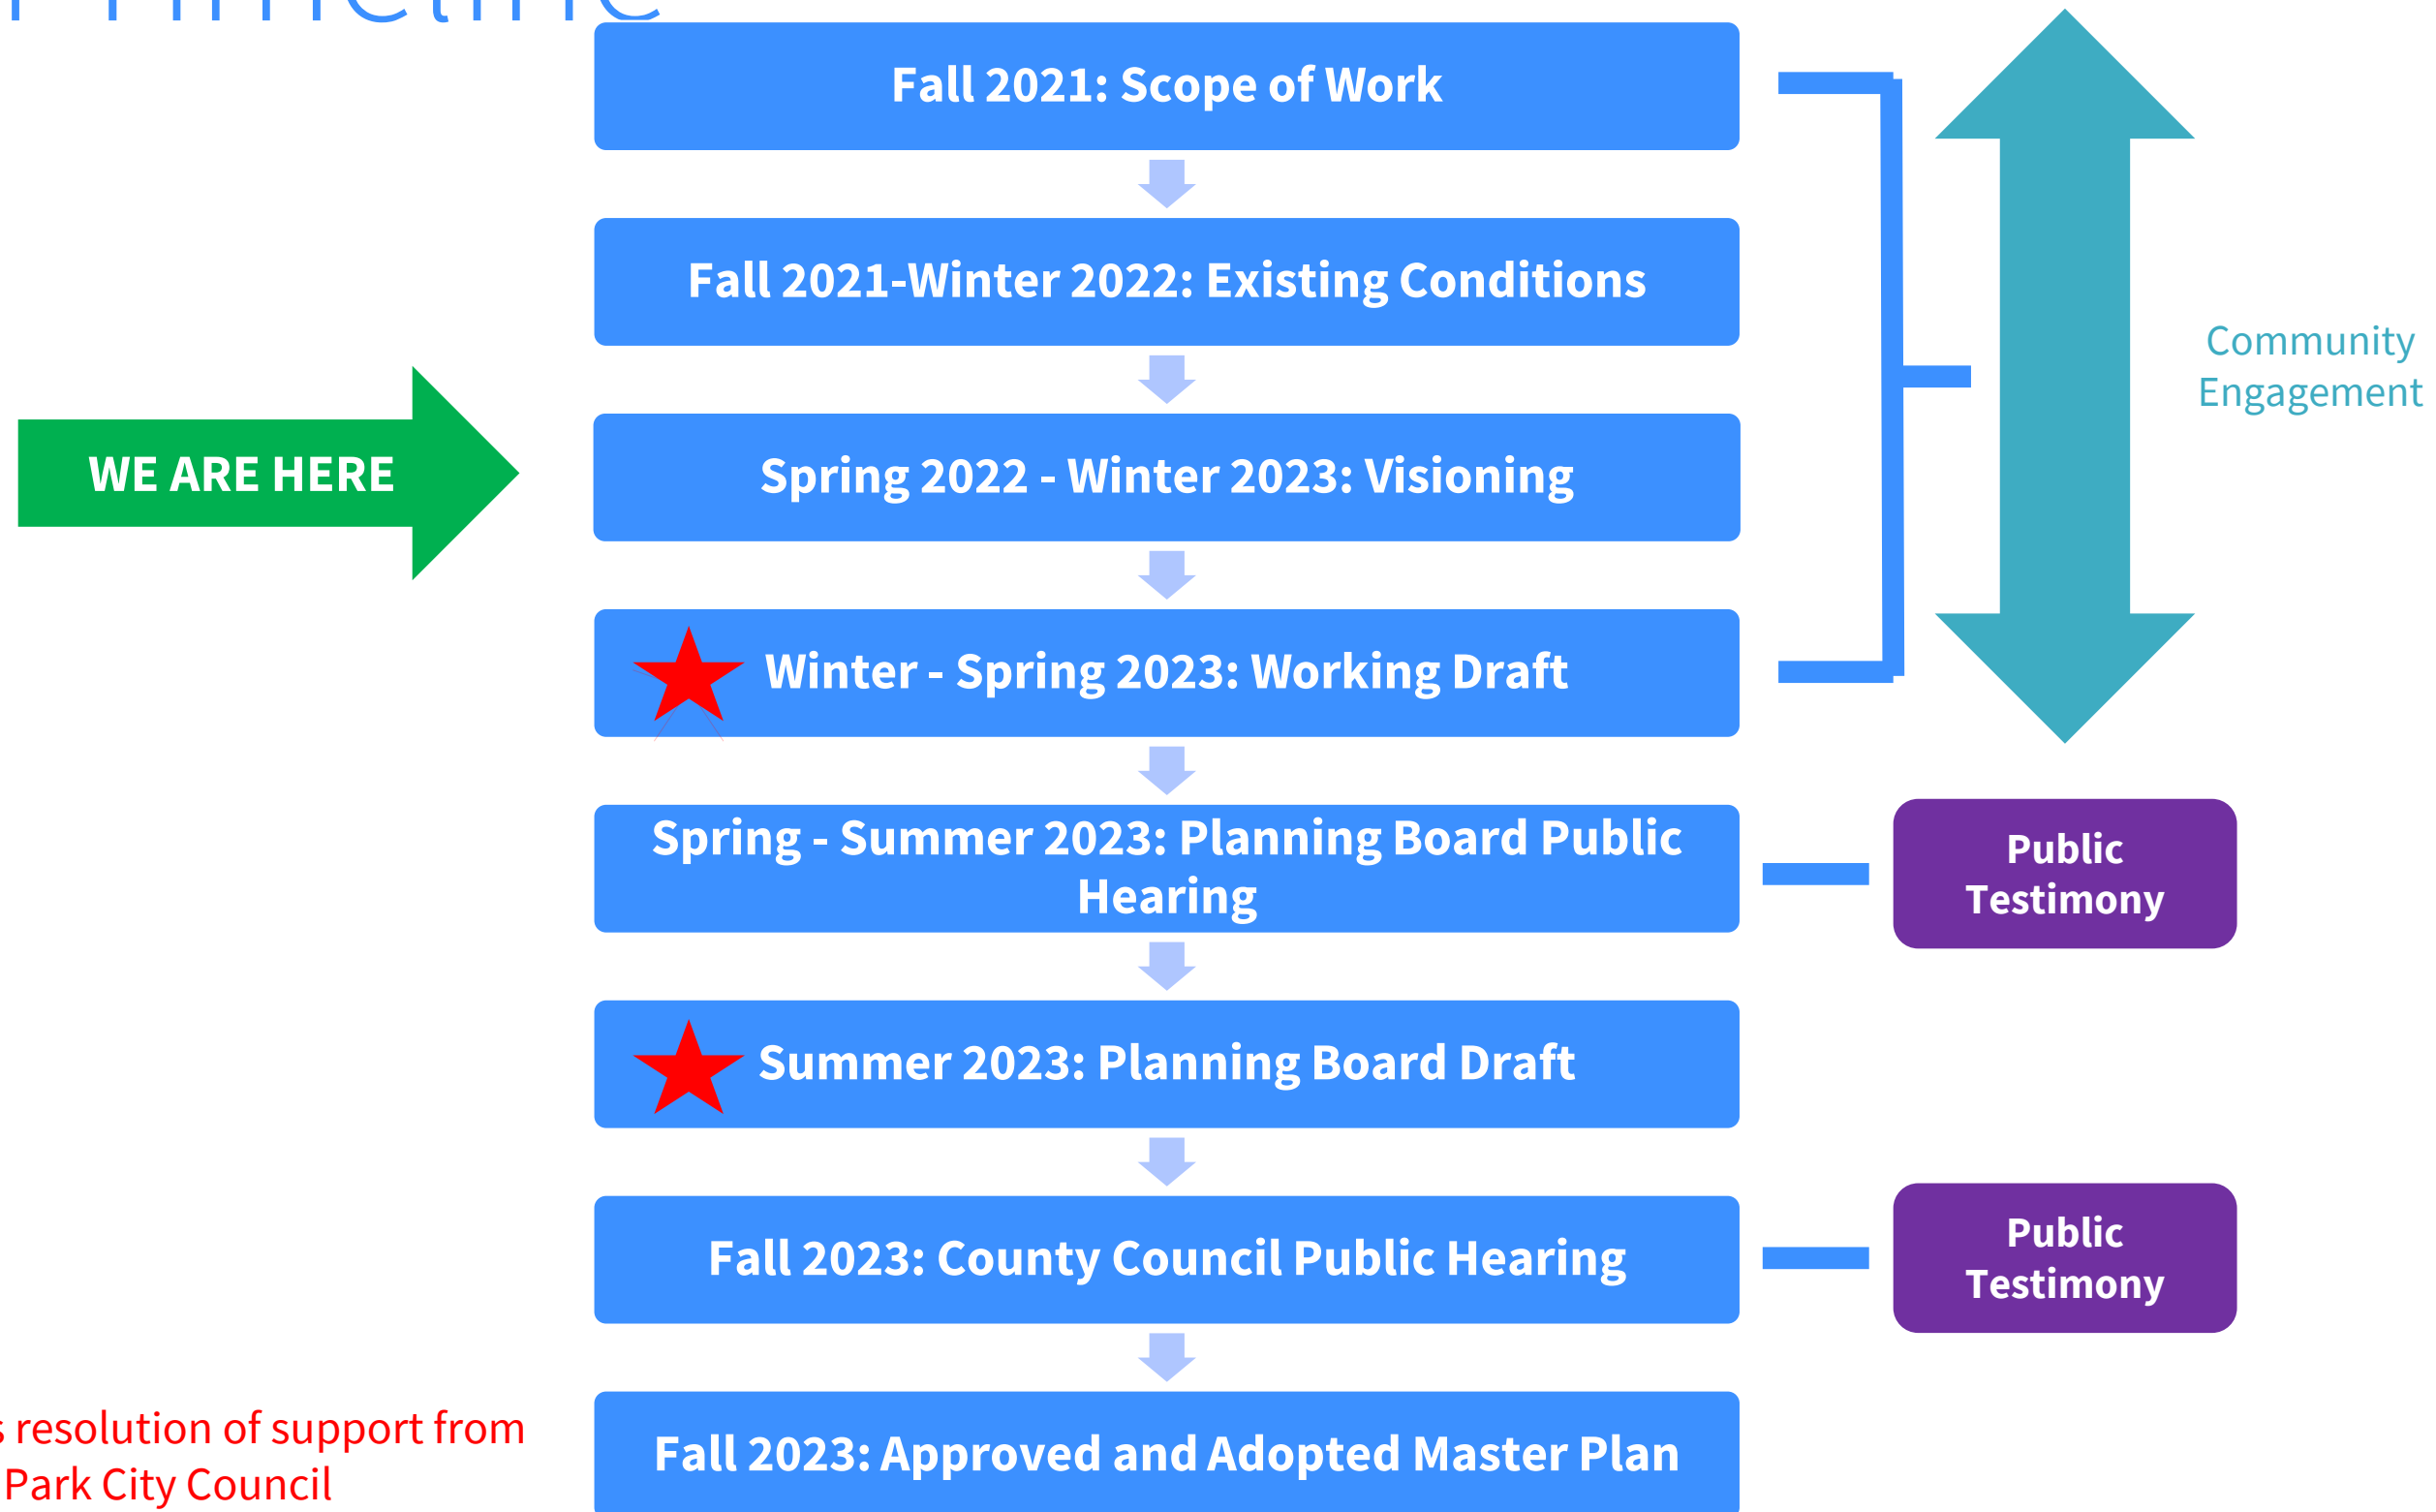 Timeline
Fall 2021: Scope of Work
Fall 2021-Winter 2022: Existing Conditions
Community
Engagement
WE ARE HERE
Spring 2022 - Winter 2023: Visioning
Winter - Spring 2023: Working Draft
Spring - Summer 2023: Planning Board Public
Hearing
Public
Testimony
Summer 2023: Planning Board Draft
Fall 2023: County Council Public Hearing
Public
Testimony
resolution of support from
Park City Council
Fall 2023: Approved and Adopted Master Plan